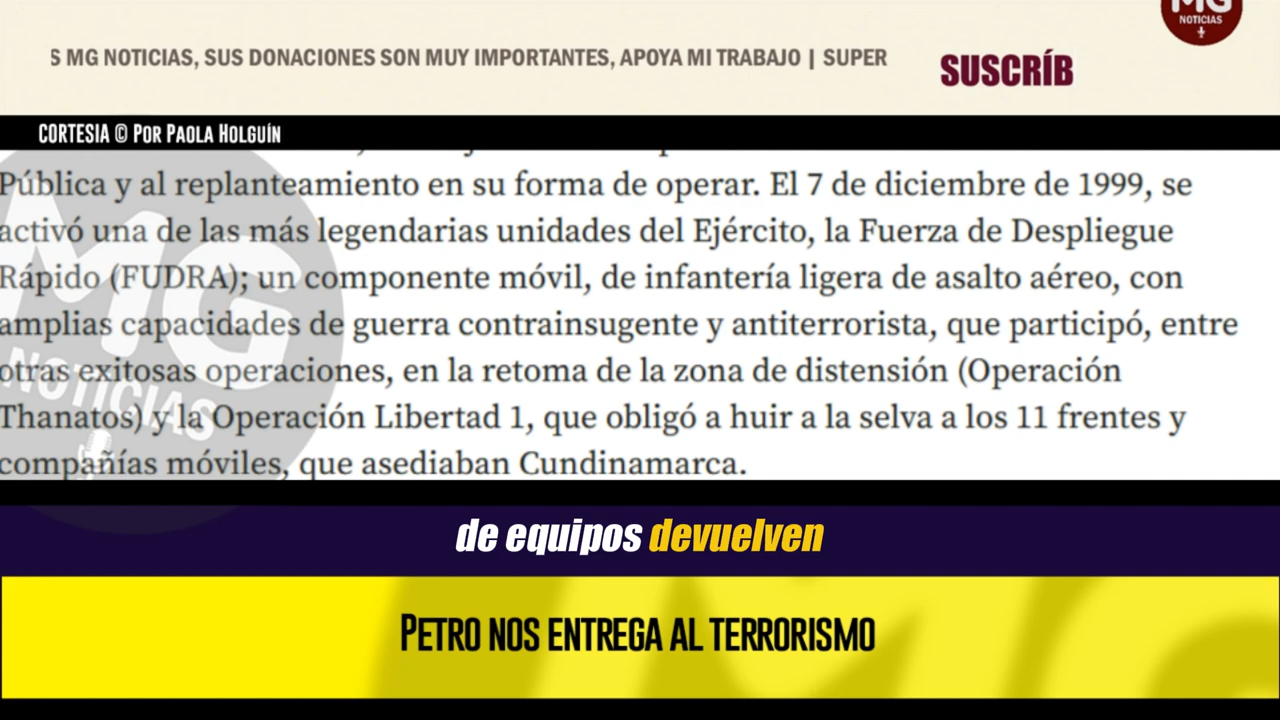 MG
NOTICIAS
S MG NOTICIAS, SUS DONACIONES SON MUY IMPORTANTES, APOYA MI TRABAJO | SUPER
SUSCRÍB
CORTESIA © POR PAOLA HOLGUÍN
Pública y al replanteamiento en su forma de operar. El 7 de diciembre de 1999, se
activó una de las más legendarias unidades del Ejército, la Fuerza de Despliegue
Rápido (FUDRA); un componente móvil, de infantería ligera de asalto aéreo, con
amplias capacidades de guerra contrainsugente y antiterrorista, que participó, entre
otras exitosas operaciones, en la retoma de la zona de distensión (Operación
Thanatos) y la Operación Libertad 1, que obligó a huir a la selva a los 11 frentes y
compañías móviles, que asediaban Cundinamarca.
MG
NOTICIAS
de equipos devuelven
PETRO NOS ENTREGA AL TERRORISMO